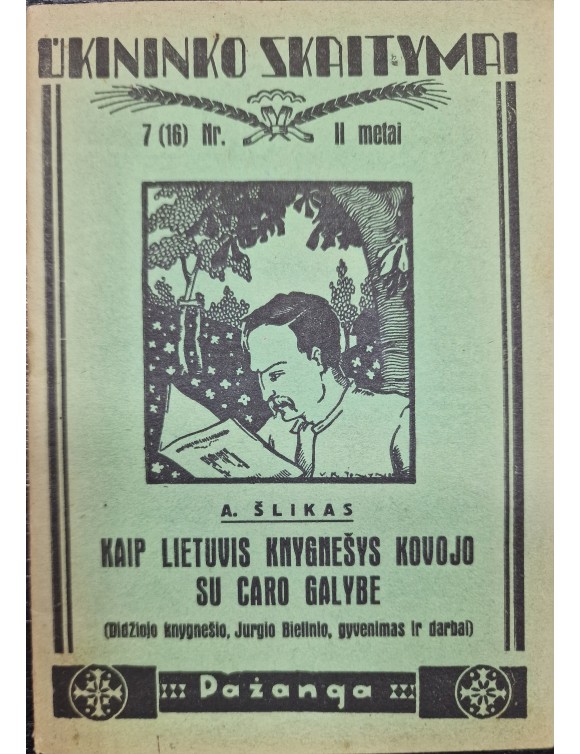 ŪKININKO SKAITYMAI
7 (16) Nr. II metai
A. ŠLIKAS
KAIP LIETUVIS KNYGNEŠYS KOVOJO
SU CARO GALYBE
(Didžiojo knygnešio, Jurgio Bielinio, gyvenimas ir darbai)
Pažanga